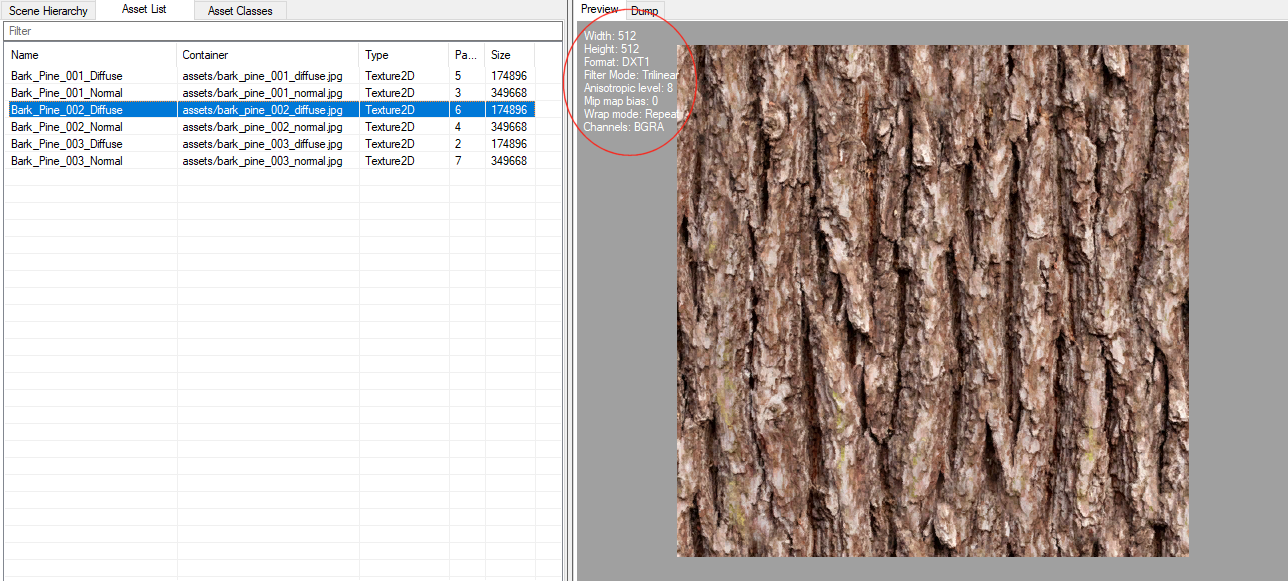 Scene Hierarchy Asset List Asset Classes
Filter
Name Container Type Pa... Size
Bark_Pine_001_Diffuse assets/bark_pine_001_diffuse.jpg Texture2D 5 174896
Bark_Pine_001_Normal assets/bark_pine_001_normal.jpg Texture2D 3 349668
Bark_Pine_002_Diffuse assets/bark_pine_002_diffuse.jpg Texture2D 6 174896
Bark_Pine_002_Normal assets/bark_pine_002_normal.jpg Texture2D 4 349668
Bark_Pine_003_Diffuse assets/bark_pine_003_diffuse.jpg Texture2D 2 174896
Bark_Pine_003_Normal assets/bark_pine_003_normal.jpg Texture2D 7 349668
Preview Dump
Width: 512
Height: 512
Format: DXT1
Filter Mode: Trilinear
Anisotropic level: 8
Mip map bias: 0
Wrap mode: Repeat
Channels: BGRA